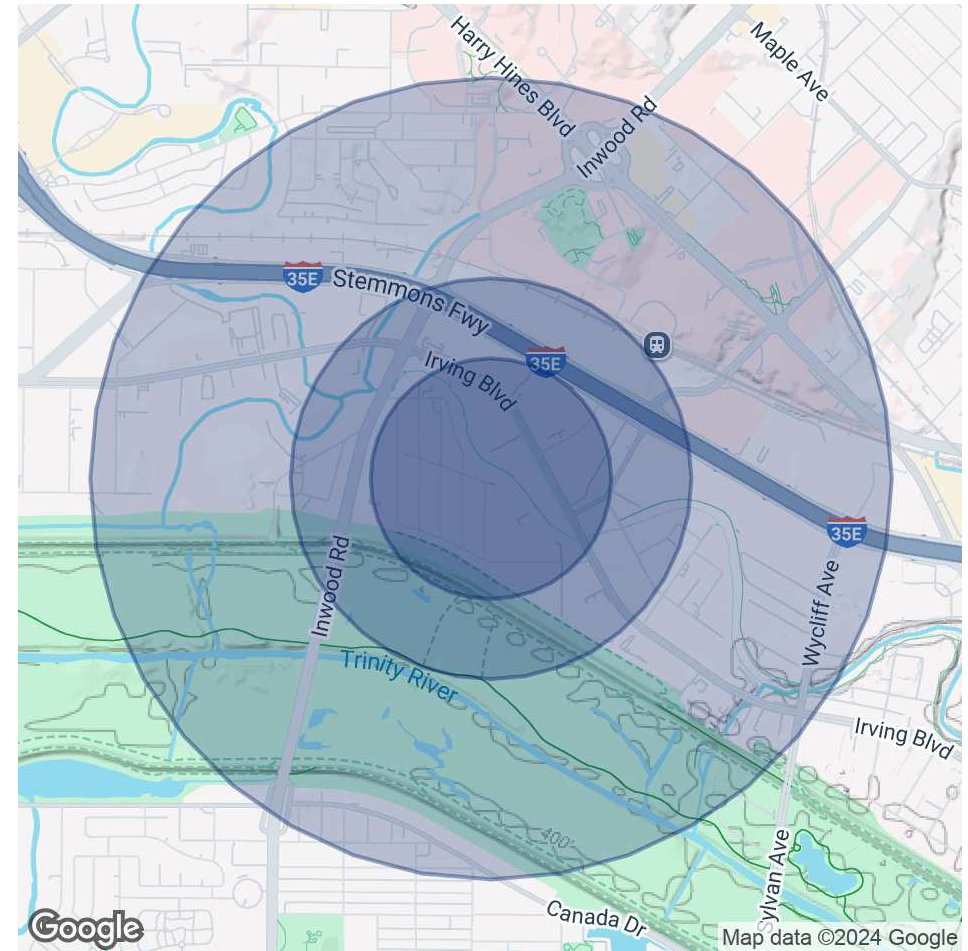 Harry Hines Blvd
Maple Ave
Inwood Rd
35E
Stemmons Fwy
35E
Irving Blvd
35E
Inwood Rd
Wycliff Ave
Trinity River
Irving Blvd
400'
Sylvan Ave
Canada Dr
Google
Map data ©2024 Google